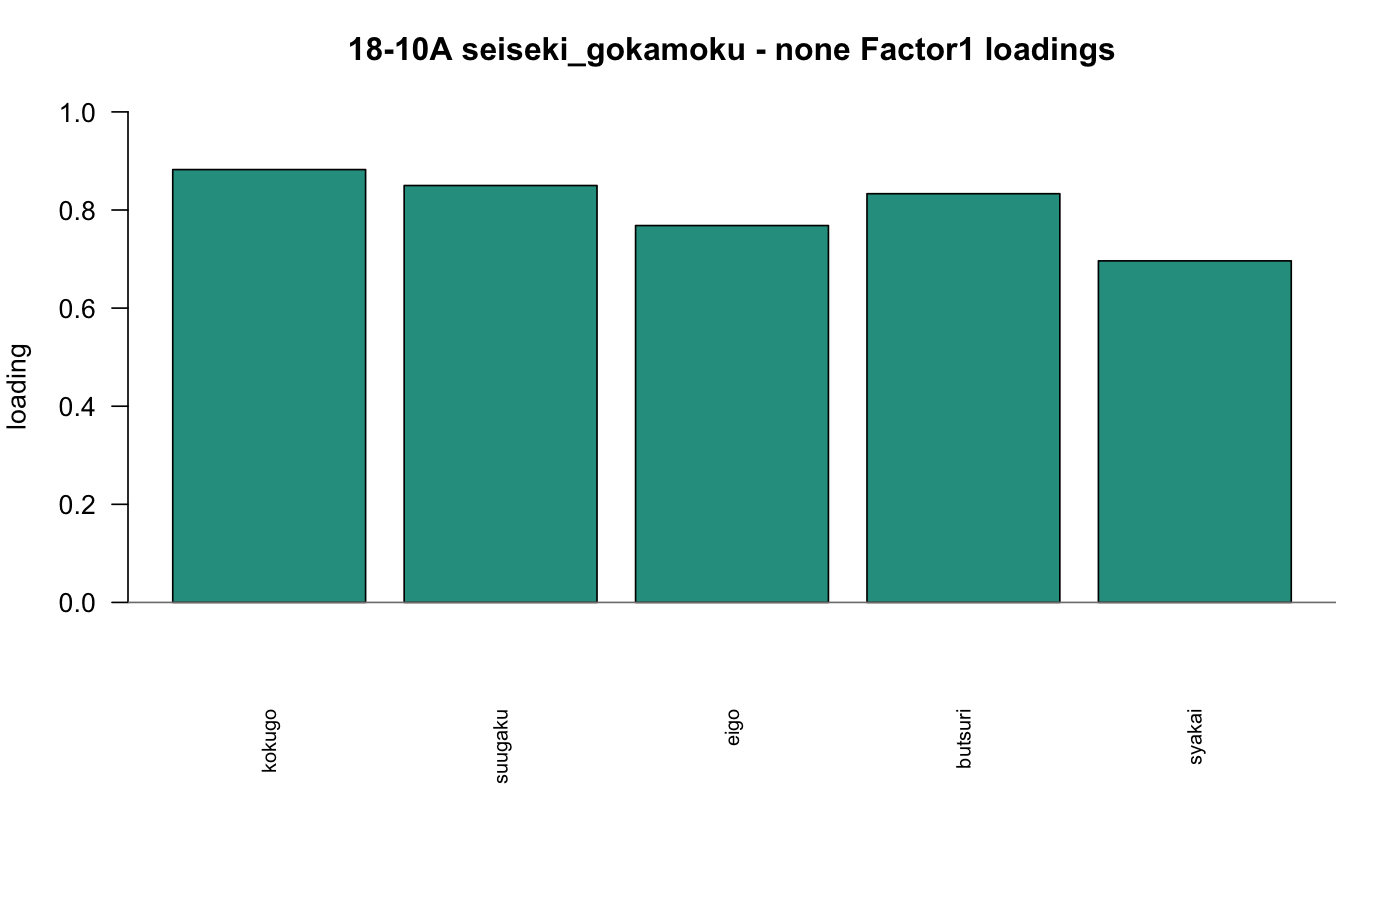 18-10A seiseki_gokamoku - none Factor1 loadings
1.0
0.8
0.6
0.4
0.2
0.0
loading
kokugo
suugaku
eigo
butsuri
syakai